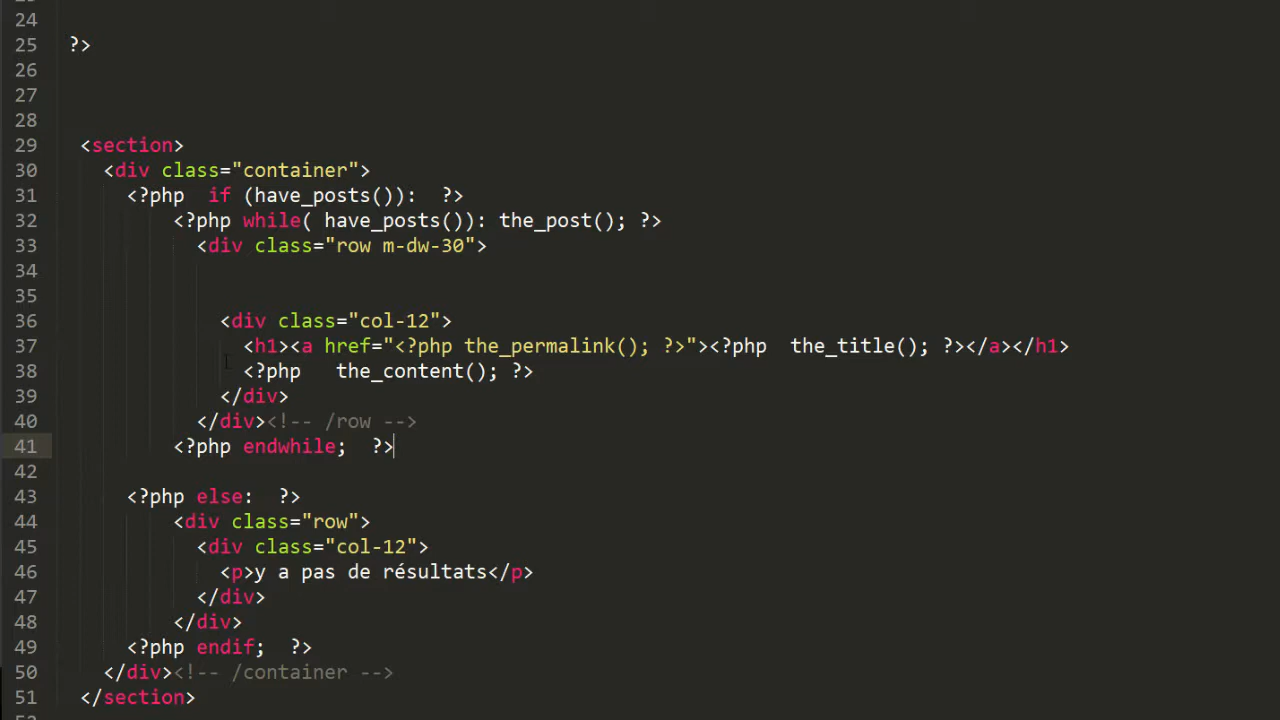 24
25 ?>
26
27
28
29 <section>
30 <div class="container">
31 <?php  if (have_posts()):  ?>
32 <?php while( have_posts()): the_post(); ?>
33 <div class="row m-dw-30">
34
35
36 <div class="col-12">
37 <h1><a href="<?php the_permalink(); ?>"><?php  the_title(); ?></a></h1>
38 <?php   the_content(); ?>
39 </div>
40 </div><!-- /row -->
41 <?php endwhile;  ?>
42
43 <?php else:  ?>
44 <div class="row">
45 <div class="col-12">
46 <p>y a pas de résultats</p>
47 </div>
48 </div>
49 <?php endif;  ?>
50 </div><!-- /container -->
51 </section>